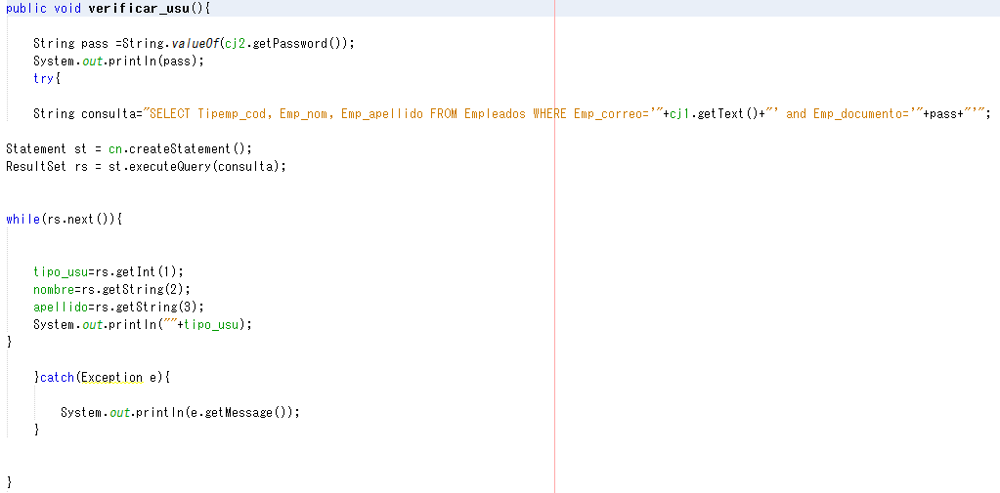 public void verificar_usu(){
String pass =String.valueOf(cj2.getPassword());
System.out.println(pass);
try{
String consulta="SELECT Tipemp_cod, Emp_nom, Emp_apellido FROM Empleados WHERE Emp_correo='"+cj1.getText()+"' and Emp_documento='"+pass+"'";
Statement st = cn.createStatement();
ResultSet rs = st.executeQuery(consulta);
while(rs.next()){
tipo_usu=rs.getInt(1);
nombre=rs.getString(2);
apellido=rs.getString(3);
System.out.println(""+tipo_usu);
}
}catch(Exception e){
System.out.println(e.getMessage());
}
}